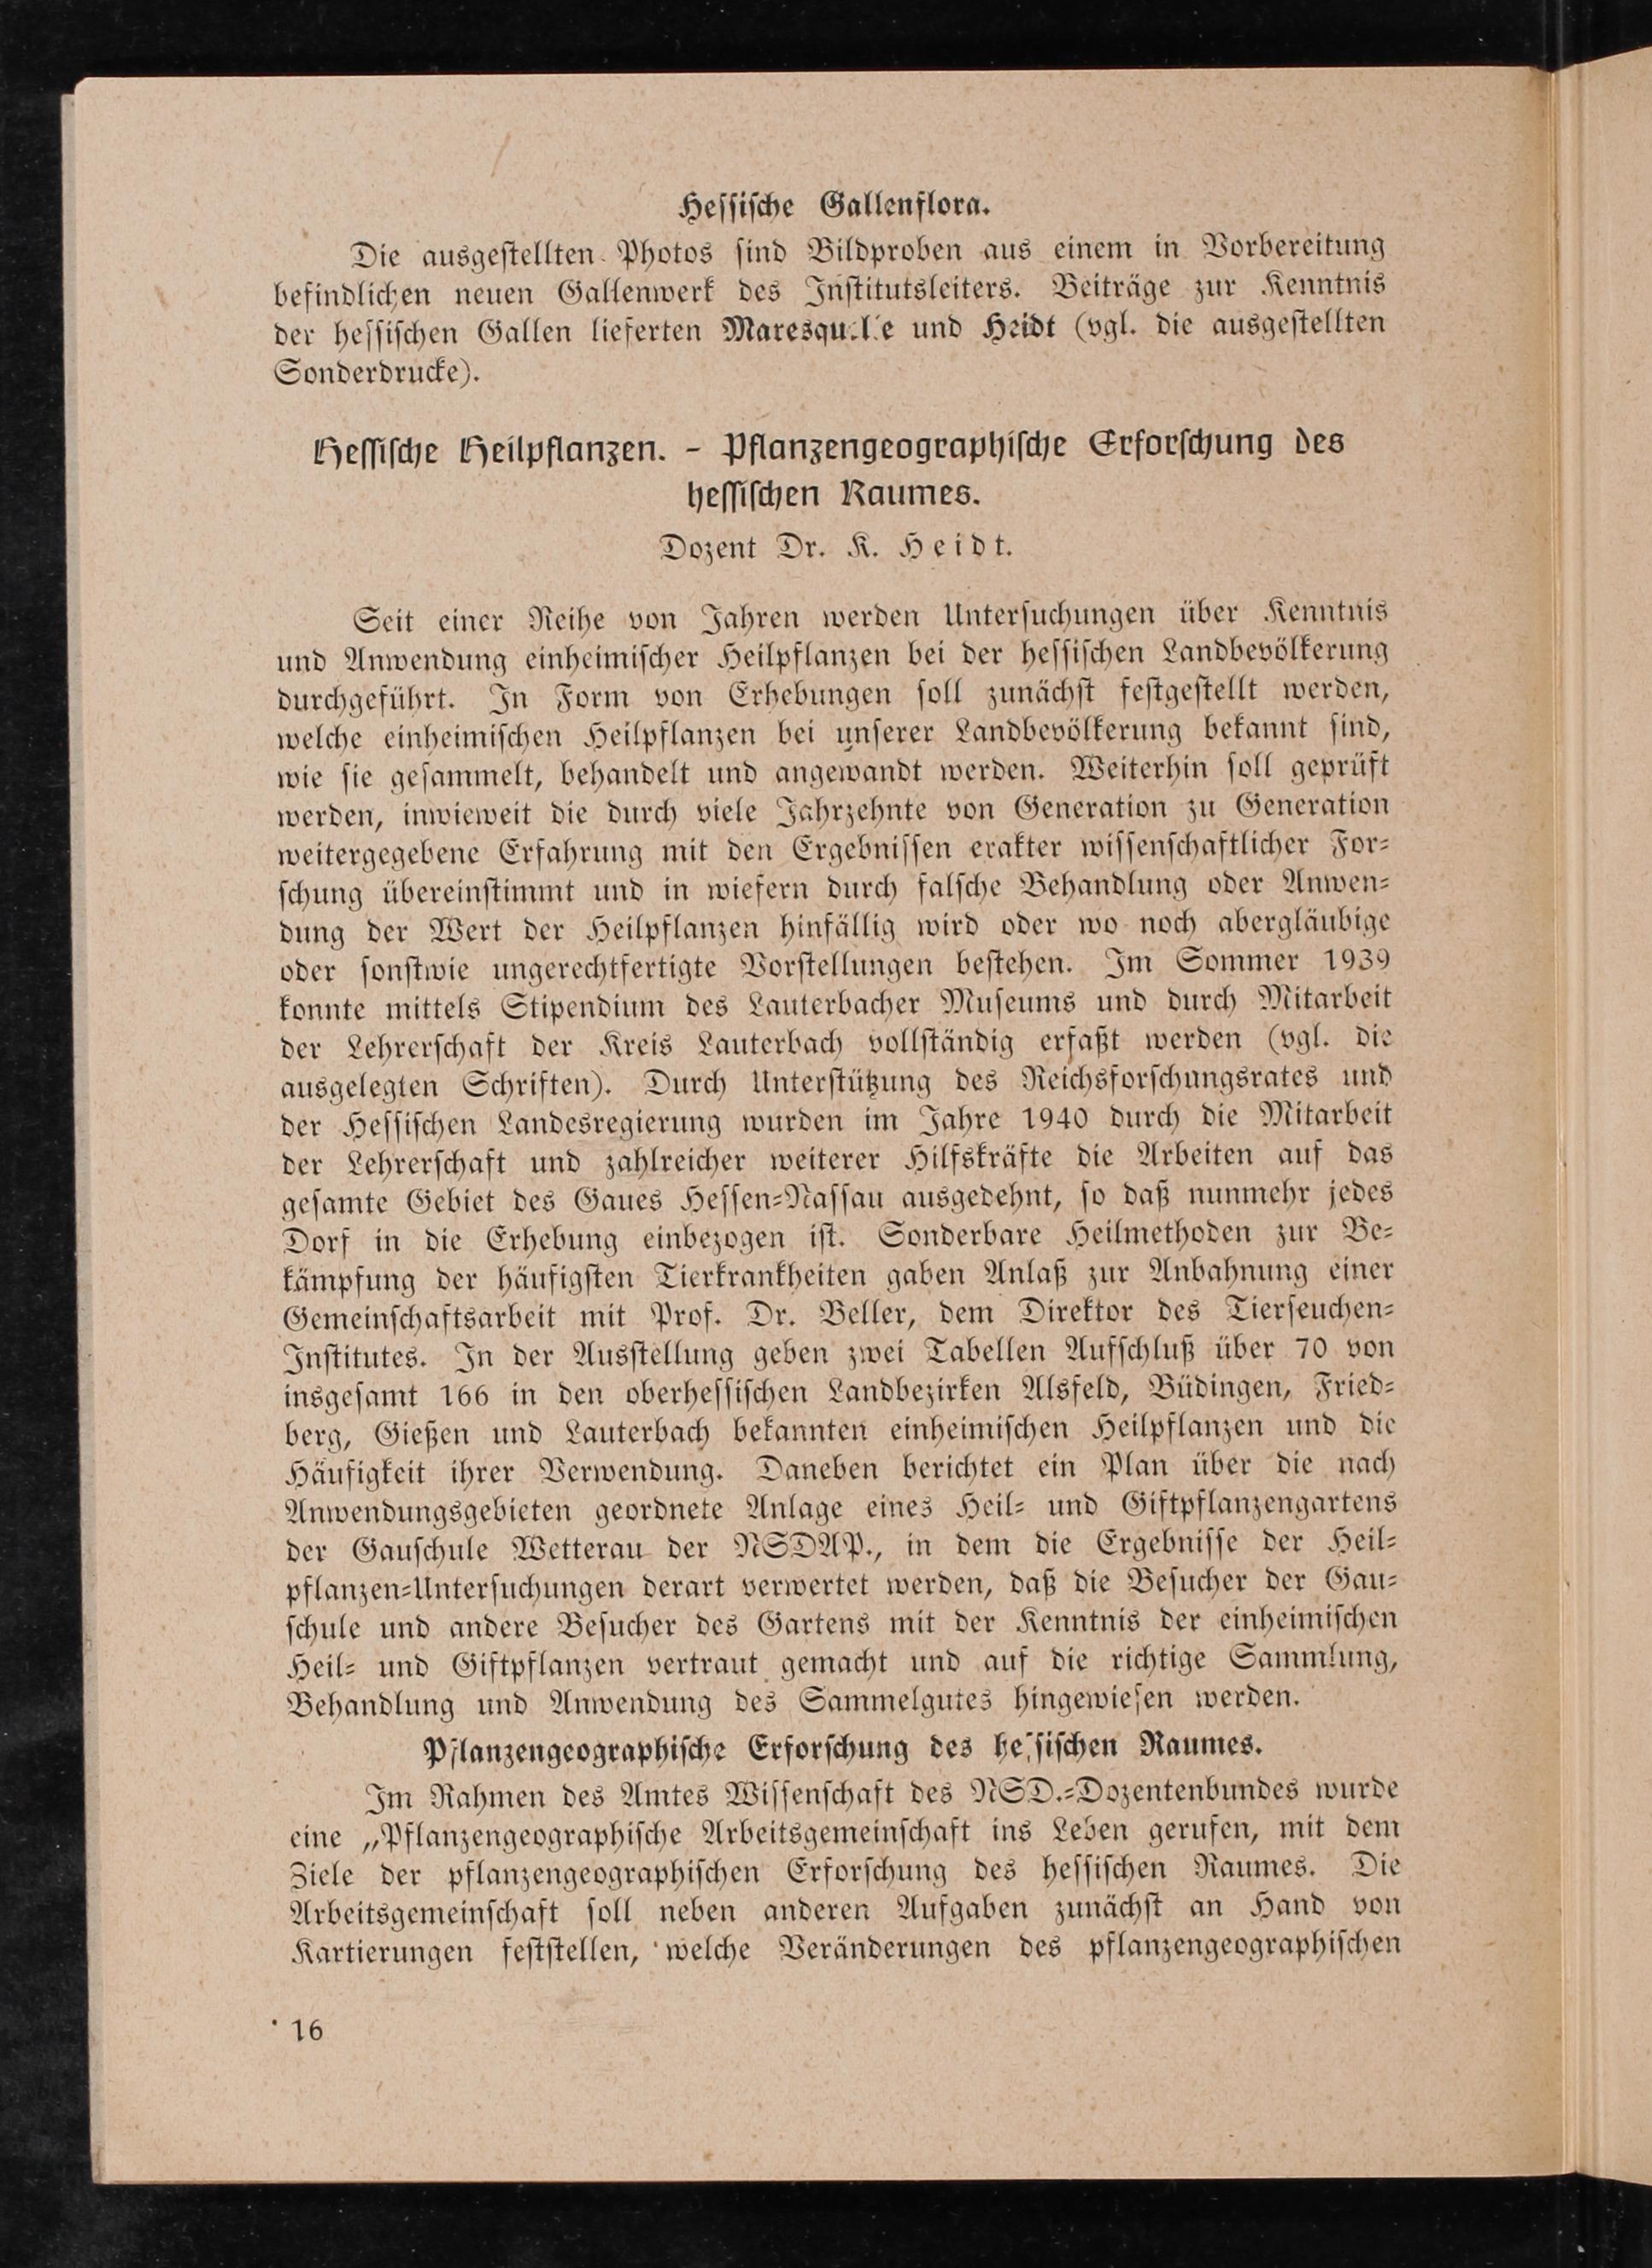 Hessische Gallenflora.
Die ausgestellten Photos sind Bildproben aus einem in Vorbereitung
befindlichen neuen Gallenwerk des Institutsleiters. Beiträge zur Kenntnis
der hessischen Gallen lieferten und Heidt (vgl. die ausgestellten
Sonderdrucke).
Hessische Heilpflanzen. - Pflanzengeographische Erforschung des
hessischen Raumes.
Dozent Dr. K. Heidt.
Seit einer Reihe von Jahren werden Untersuchungen über Kenntnis
und Anwendung einheimischer Heilpflanzen bei der hessischen Landbevölkerung
durchgeführt. In Form von Erhebungen soll zunächst festgestellt werden,
welche einheimischen Heilpflanzen bei unserer Landbevölkerung bekannt sind,
wie sie gesammelt, behandelt und angewandt werden. Weiterhin soll geprüft
werden, inwieweit die durch viele Jahrzehnte von Generation zu Generation
weitergegebene Erfahrung mit den Ergebnissen exakter wissenschaftlicher For-
schung übereinstimmt und in wiefern durch falsche Behandlung oder Anwen-
dung der Wert der Heilpflanzen hinfällig wird oder wo noch abergläubige
oder sonstwie ungerechtfertigte Vorstellungen bestehen. Im Sommer 1939
konnte mittels Stipendium des Lauterbacher Museums und durch Mitarbeit
der Lehrerschaft der Kreis Lauterbach vollständig erfaßt werden (vgl. die
ausgelegten Schriften). Durch Unterstützung des Reichsforschungsrates und
der Hessischen Landesregierung wurden im Jahre 1940 durch die Mitarbeit
der Lehrerschaft und zahlreicher weiterer Hilfskräfte die Arbeiten auf das
gesamte Gebiet des Gaues Hessen-Nassau ausgedehnt, so daß nunmehr jedes
Dorf in die Erhebung einbezogen ist. Sonderbare Heilmethoden zur Be-
kämpfung der häufigsten Tierkrankheiten gaben Anlaß zur Anbahnung einer
Gemeinschaftsarbeit mit Prof. Dr. Beller, dem Direktor des Tierseuchen-
Institutes. In der Ausstellung geben zwei Tabellen Aufschluß über 70 von
insgesamt 166 in den oberhessischen Landbezirken Alsfeld, Büdingen, Fried-
berg, Gießen und Lauterbach bekannten einheimischen Heilpflanzen und die
Häufigkeit ihrer Verwendung. Daneben berichtet ein Plan über die nach
Anwendungsgebieten geordnete Anlage eines Heil- und Giftpflanzengartens
der Gauschule Wetterau der NSDAP., in dem die Ergebnisse der Heil-
pflanzen-Untersuchungen derart verwertet werden, daß die Besucher der Gau-
schule und andere Besucher des Gartens mit der Kenntnis der einheimischen
Heil- und Giftpflanzen vertraut gemacht und auf die richtige Sammlung,
Behandlung und Anwendung des Sammelgutes hingewiesen werden.
Pflanzengeographische Erforschung des hessischen Raumes.
Im Rahmen des Amtes Wissenschaft des NSD.-Dozentenbundes wurde
eine „Pflanzengeographische Arbeitsgemeinschaft ins Leben gerufen, mit dem
Ziele der pflanzengeographischen Erforschung des hessischen Raumes. Die
Arbeitsgemeinschaft soll neben anderen Aufgaben zunächst an Hand von
Kartierungen feststellen, welche Veränderungen des pflanzengeographischen
16